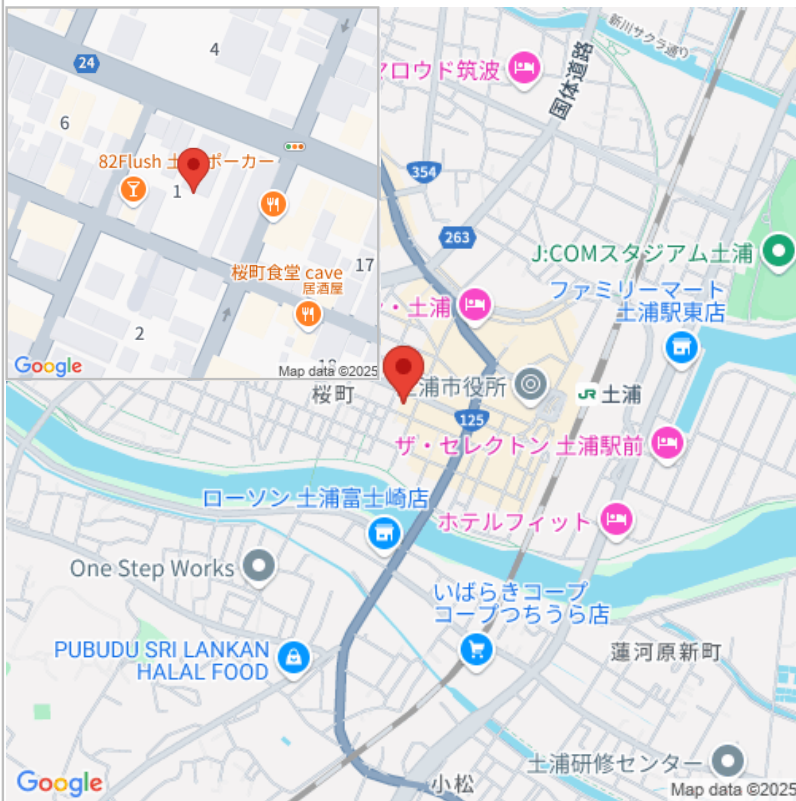 4
24
6
82Flush 土
ポーカー
1
桜町食堂 cave
居酒屋
17
2
Google
Map data ©2025
新川サクラ通り
国体道路
ロウド筑波
354
263
J:COMスタジアム土浦
ファミリーマート
土浦駅東店
・土浦
桜町
土浦市役所
JR 土浦
125
ザ・セレクトン 土浦駅前
ローソン 土浦富士崎店
ホテルフィット
One Step Works
いばらきコープ
コープつちうら店
PUBUDU SRI LANKAN
HALAL FOOD
蓮河原新町
土浦研修センター
小松
Google
Map data ©2025